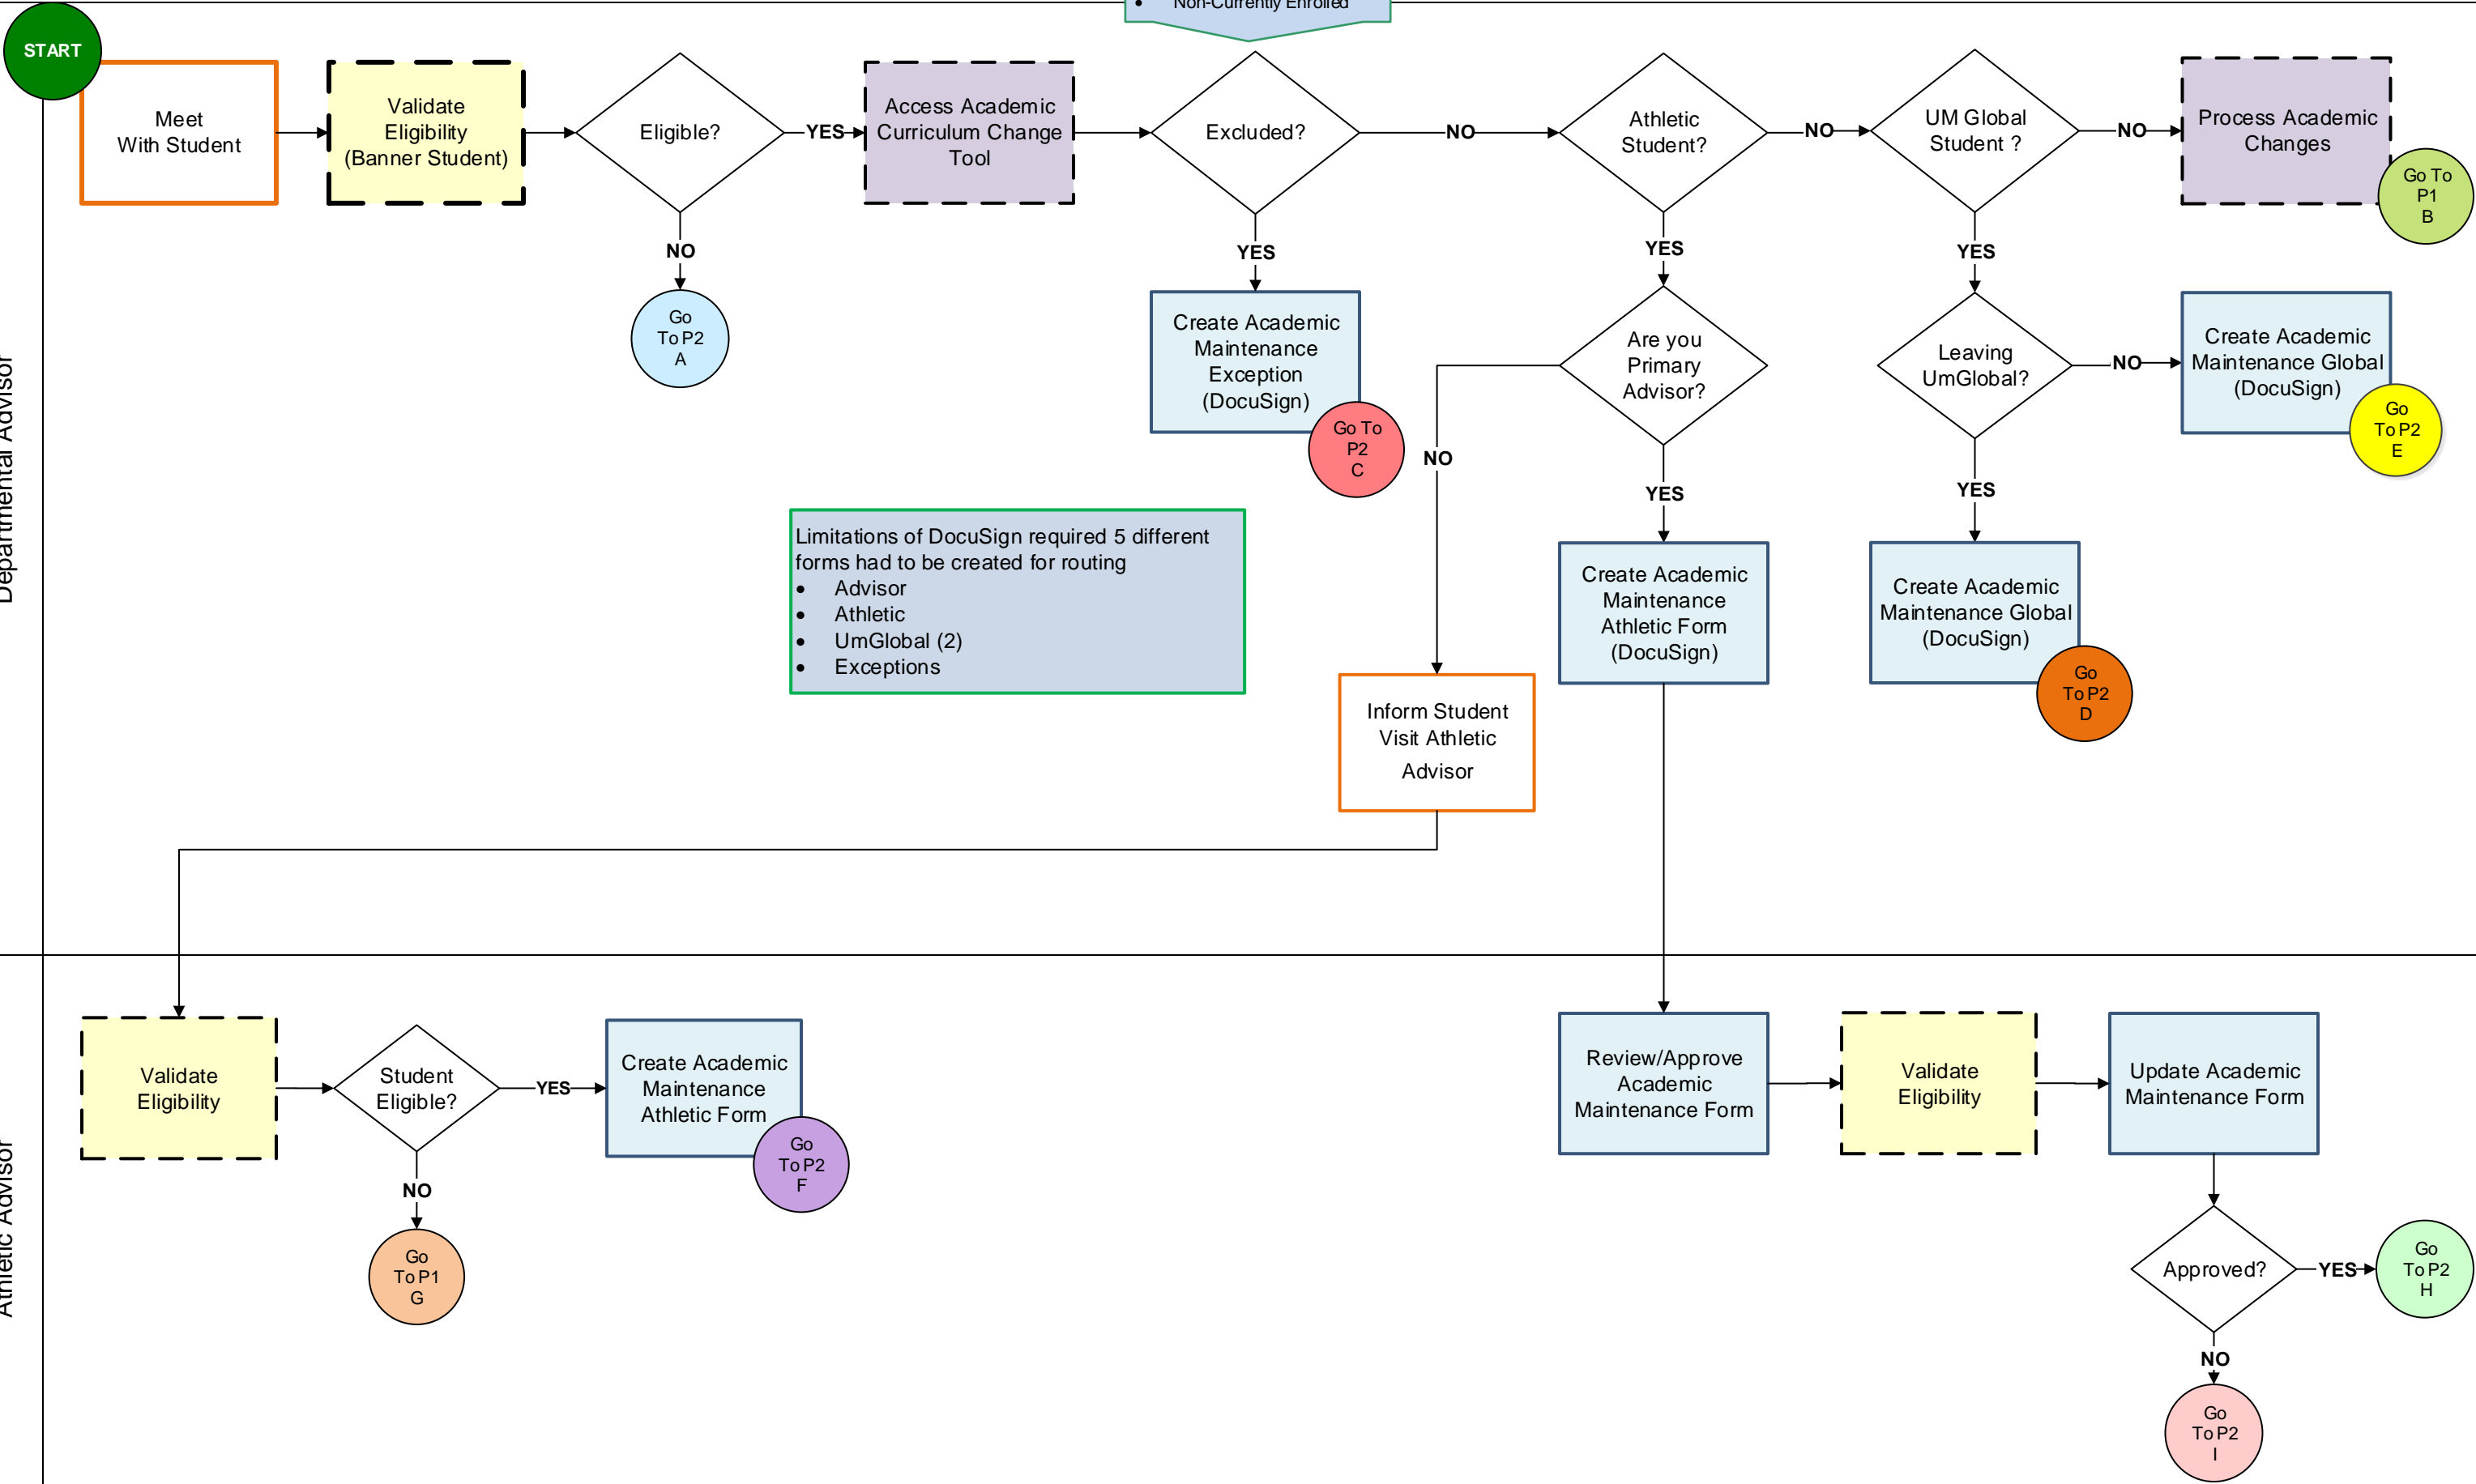 • Non-Currently Enrolled
START
Meet
With Student
Validate
Eligibility
(Banner Student)
Eligible?
YES
Access Academic
Curriculum Change
Tool
Excluded?
NO
Athletic
Student?
NO
UM Global
Student ?
NO
Process Academic
Changes
Go To
P1
B
NO
Go
To P2
A
YES
Create Academic
Maintenance
Exception
(DocuSign)
Go To
P2
C
YES
Are you
Primary
Advisor?
NO
YES
YES
Leaving
UmGlobal?
NO
Create Academic
Maintenance Global
(DocuSign)
Go
To P2
E
YES
Departmental Advisor
Limitations of DocuSign required 5 different
forms had to be created for routing
• Advisor
• Athletic
• UmGlobal (2)
• Exceptions
Create Academic
Maintenance
Athletic Form
(DocuSign)
Create Academic
Maintenance Global
(DocuSign)
Go
To P2
D
Inform Student
Visit Athletic
Advisor
Athletic Advisor
Validate
Eligibility
Student
Eligible?
YES
Create Academic
Maintenance
Athletic Form
Go
To P2
F
NO
Go
To P1
G
Review/Approve
Academic
Maintenance Form
Validate
Eligibility
Update Academic
Maintenance Form
Approved?
YES
Go
To P2
H
NO
Go
To P2
I